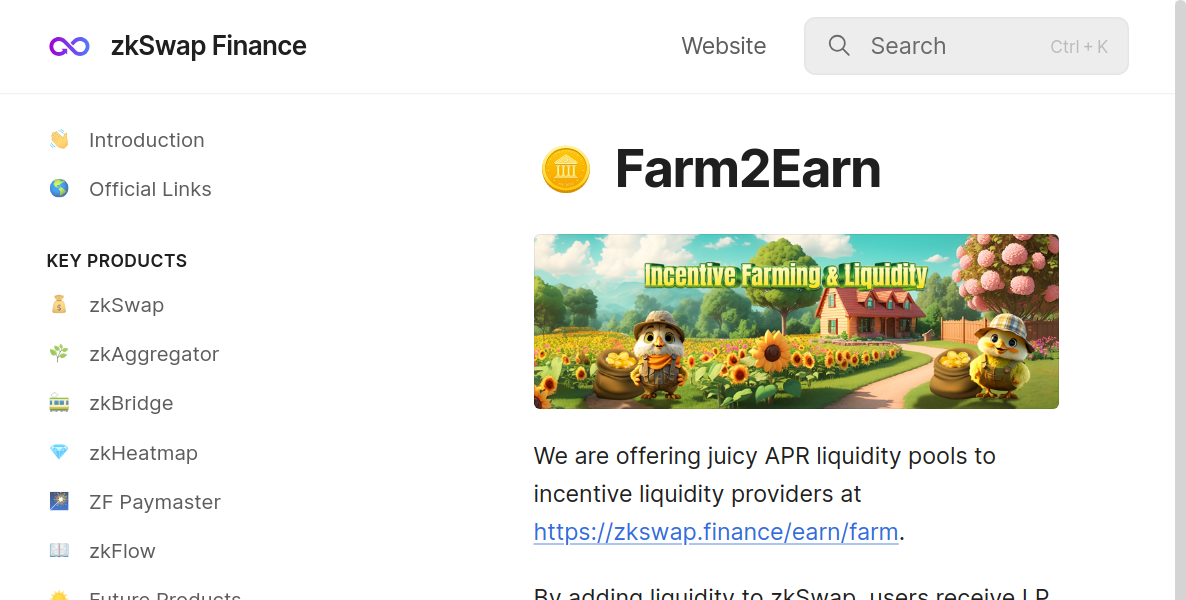 zkSwap Finance
Website
Search
Ctrl + K
Introduction
Official Links
KEY PRODUCTS
zkSwap
zkAggregator
zkBridge
zkHeatmap
ZF Paymaster
zkFlow
Future Products
Farm2Earn
Incentive Farming & Liquidity
We are offering juicy APR liquidity pools to
incentive liquidity providers at
https://zkswap.finance/earn/farm.
By adding liquidity to zkSwap, users receive LP